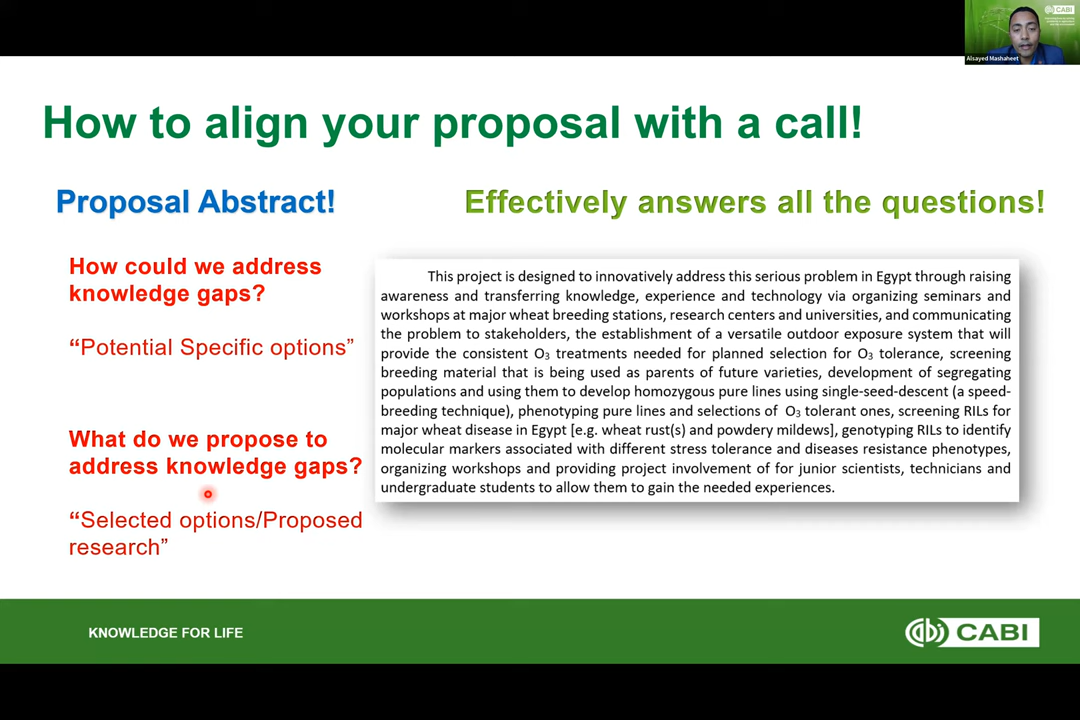 CABI
Alsayed Mashaheet
How to align your proposal with a call!
Proposal Abstract!
Effectively answers all the questions!
How could we address
knowledge gaps?
“Potential Specific options”
What do we propose to
address knowledge gaps?
“Selected options/Proposed
research”
This project is designed to innovatively address this serious problem in Egypt through raising
awareness and transferring knowledge, experience and technology via organizing seminars and
workshops at major wheat breeding stations, research centers and universities, and communicating
the problem to stakeholders, the establishment of a versatile outdoor exposure system that will
provide the consistent O₃ treatments needed for planned selection for O₃ tolerance, screening
breeding material that is being used as parents of future varieties, development of segregating
populations and using them to develop homozygous pure lines using single-seed-descent (a speed-
breeding technique), phenotyping pure lines and selections of O₃ tolerant ones, screening RILs for
major wheat disease in Egypt [e.g. wheat rust(s) and powdery mildews], genotyping RILs to identify
molecular markers associated with different stress tolerance and diseases resistance phenotypes,
organizing workshops and providing project involvement of for junior scientists, technicians and
undergraduate students to allow them to gain the needed experiences.
KNOWLEDGE FOR LIFE
CABI